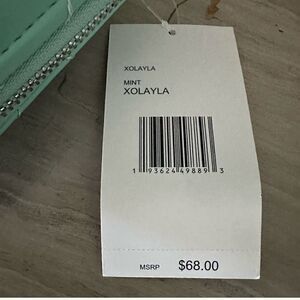 XOLAYLA
MINT
XOLAYLA
1 93624 49889 3
MSRP $68.00